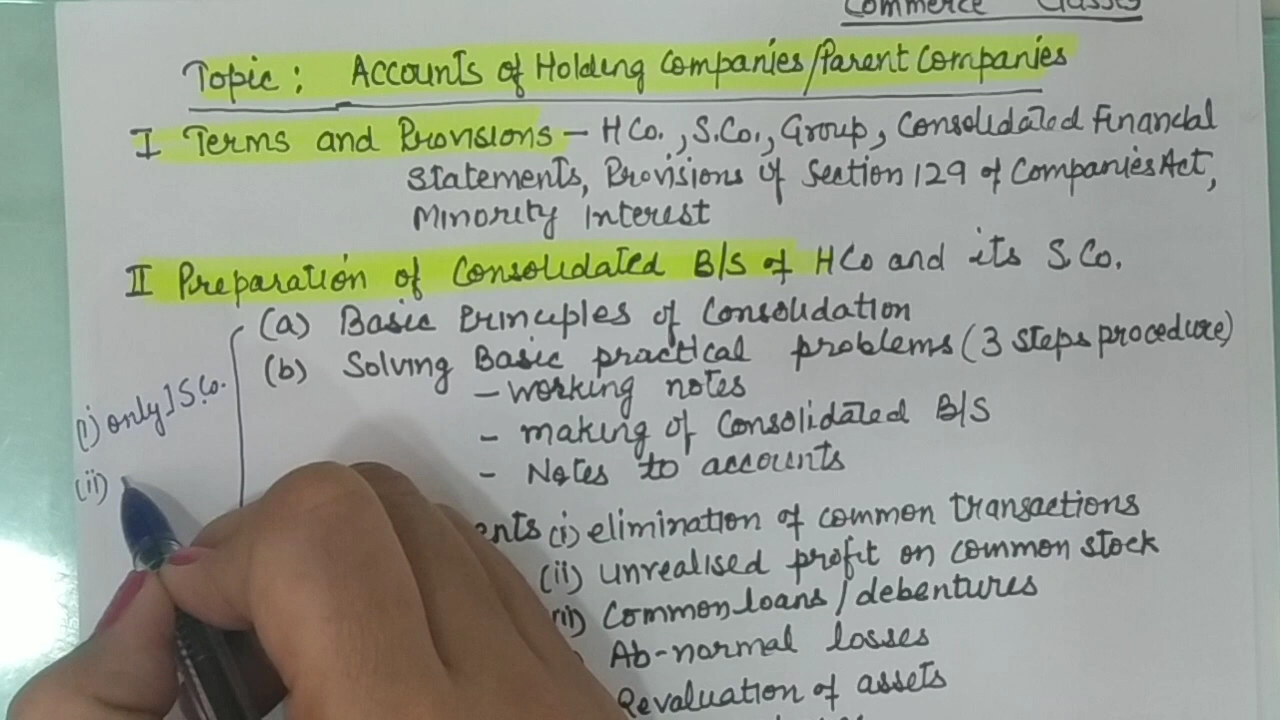 Commerce Classes
Topic: Accounts of Holding Companies/Parent Companies
I Terms and Provisions – H Co., S.Co., Group, Consolidated Financial
Statements, Provisions of Section 129 of Companies Act,
Minority Interest
II Preparation of Consolidated B/S of H Co and its S.Co.
(a) Basic Principles of Consolidation
(b) Solving Basic practical problems (3 steps procedure)
- working notes
- making of Consolidated B/S
- Notes to accounts
(i) only 1 S.Co.
(ii)
ents (i) elimination of common transactions
(ii) unrealised profit on common stock
Common loans / debentures
Ab-normal losses
Revaluation of assets